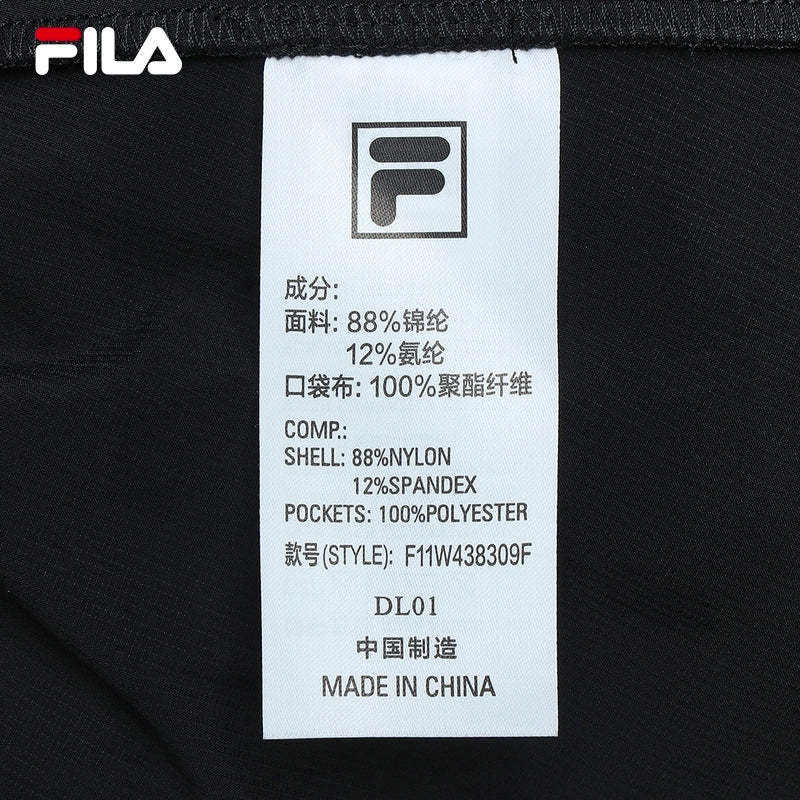 FILA
F
成分:
面料: 88%锦纶
12%氨纶
口袋布: 100%聚酯纤维
COMP.:
SHELL: 88%NYLON
12%SPANDEX
POCKETS: 100%POLYESTER
款号(STYLE): F11W438309F
DL01
中国制造
MADE IN CHINA